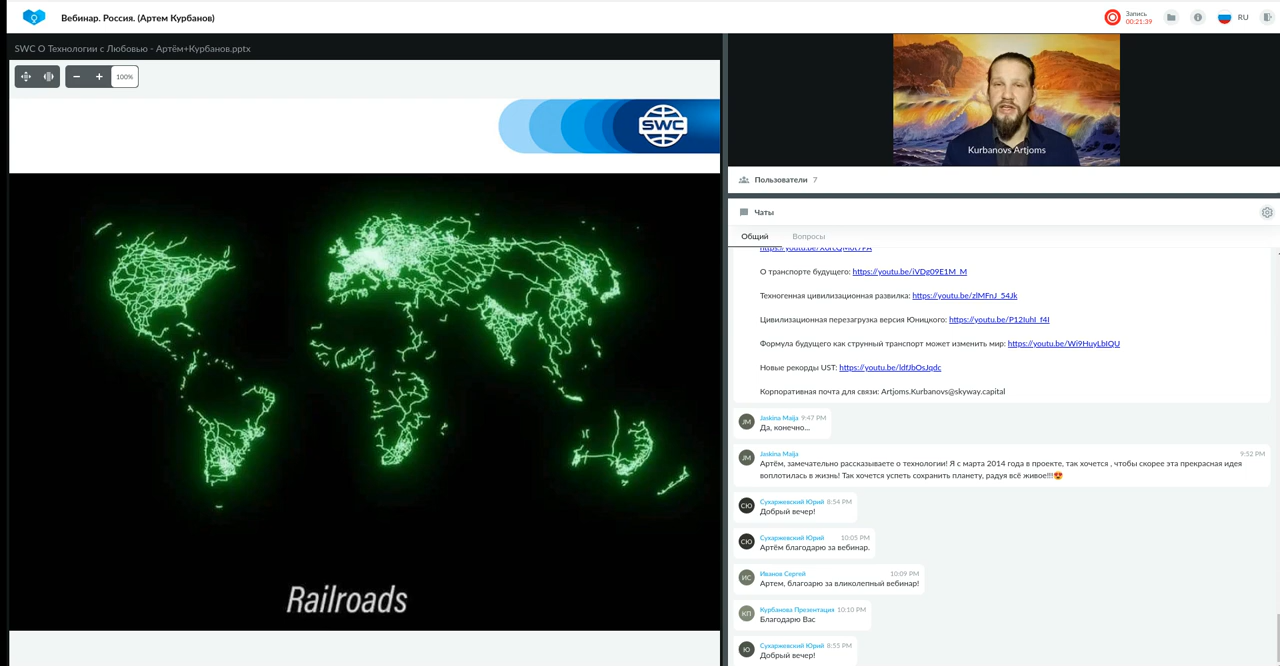 Вебинар. Россия. (Артем Курбанов)
Запись
00:21:39
RU
SWC О Технологии с Любовью - Артём+Курбанов.pptx
100%
SWC
Railroads
Kurbanovs Artjoms
Пользователи 7
Чаты
Общий Вопросы
О транспорте будущего: https://youtu.be/iVDg09E1M_M
Техногенная цивилизационная развилка: https://youtu.be/zlMFnJ_54Jk
Цивилизационная перезагрузка версия Юницкого: https://youtu.be/P12IuhI_f4I
Формула будущего как струнный транспорт может изменить мир: https://youtu.be/Wi9HuyLbIQU
Новые рекорды UST: https://youtu.be/ldfJbOsJqdc
Корпоративная почта для связи: Artjoms.Kurbanovs@skyway.capital
JM
Jaskina Maija 9:47 PM
Да, конечно...
JM
Jaskina Maija 9:52 PM
Артём, замечательно рассказываете о технологии! Я с марта 2014 года в проекте, так хочется , чтобы скорее эта прекрасная идея
воплотилась в жизнь! Так хочется успеть сохранить планету, радуя всё живое!!!😍
СЮ
Сухаржевский Юрий 8:54 PM
Добрый вечер!
СЮ
Сухаржевский Юрий 10:05 PM
Артём благодарю за вебинар.
ИС
Иванов Сергей 10:09 PM
Артем, благоарю за вликолепный вебинар!
КП
Курбанова Презентация 10:10 PM
Благодарю Вас
Ю
Сухаржевский Юрий 8:55 PM
Добрый вечер!